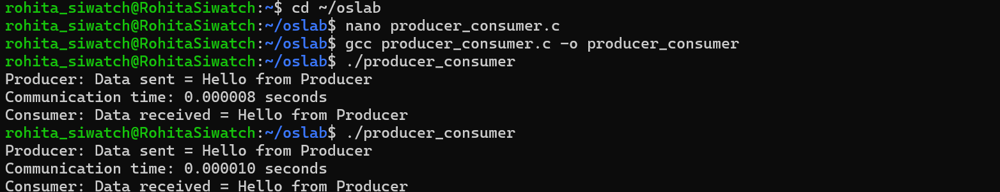 rohita_siwatch@RohitaSiwatch:~$ cd ~/oslab
rohita_siwatch@RohitaSiwatch:~/oslab$ nano producer_consumer.c
rohita_siwatch@RohitaSiwatch:~/oslab$ gcc producer_consumer.c -o producer_consumer
rohita_siwatch@RohitaSiwatch:~/oslab$ ./producer_consumer
Producer: Data sent = Hello from Producer
Communication time: 0.000008 seconds
Consumer: Data received = Hello from Producer
rohita_siwatch@RohitaSiwatch:~/oslab$ ./producer_consumer
Producer: Data sent = Hello from Producer
Communication time: 0.000010 seconds
Consumer: Data received = Hello from Producer